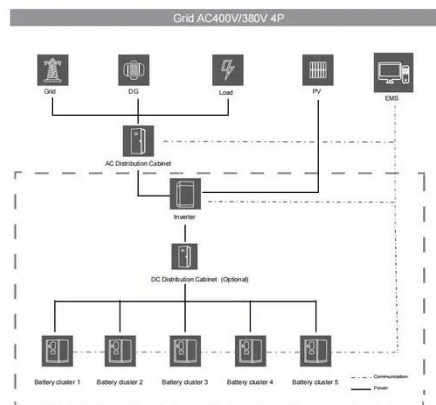 Grid AC400V/380V 4P
Grid
DG
Load
PV
EMS
AC Distribution Cabinet
Inverter
DC Distribution Cabinet (Optional)
Battery cluster 1
Battery cluster 2
Battery cluster 3
Battery cluster 4
Battery cluster 5
Communication
Power